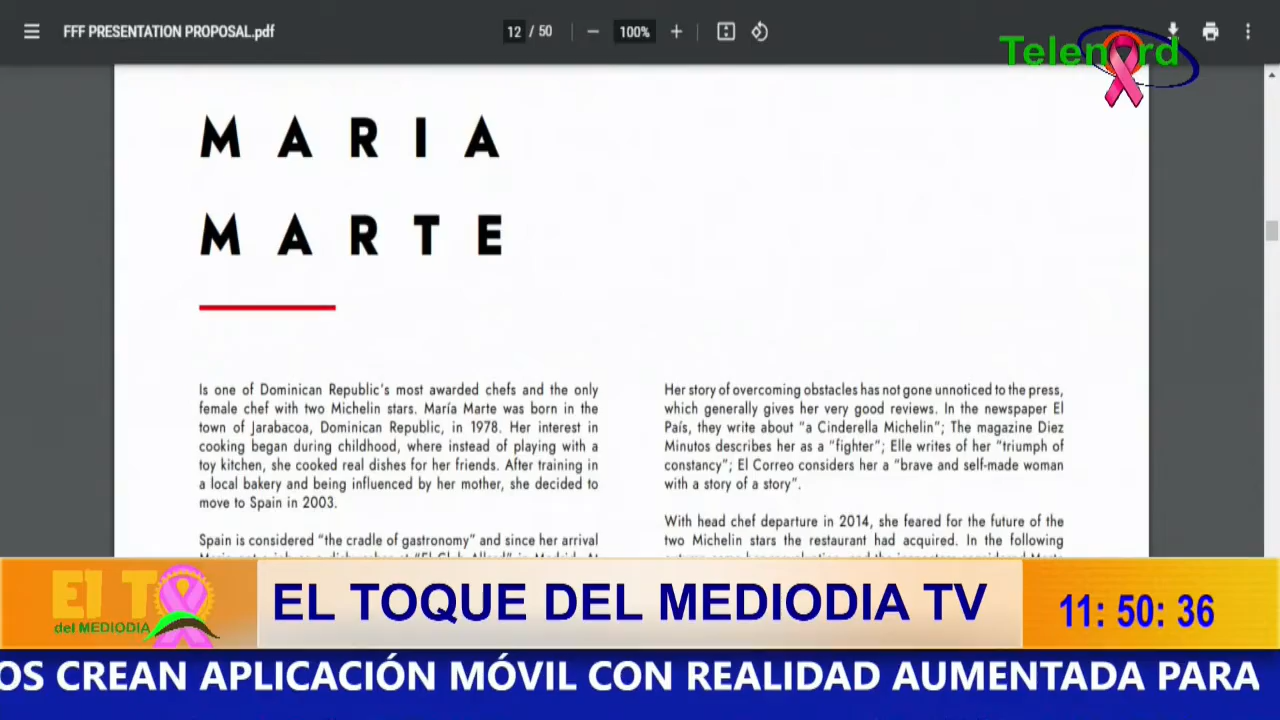 FFF PRESENTATION PROPOSAL.pdf
12 / 50
100%
Telenord
MARIA
MARTE
Is one of Dominican Republic's most awarded chefs and the only
female chef with two Michelin stars. María Marte was born in the
town of Jarabacoa, Dominican Republic, in 1978. Her interest in
cooking began during childhood, where instead of playing with a
toy kitchen, she cooked real dishes for her friends. After training in
a local bakery and being influenced by her mother, she decided to
move to Spain in 2003.
Spain is considered "the cradle of gastronomy" and since her arrival
Her story of overcoming obstacles has not gone unnoticed to the press,
which generally gives her very good reviews. In the newspaper El
País, they write about "a Cinderella Michelin"; The magazine Diez
Minutos describes her as a "fighter"; Elle writes of her "triumph of
constancy"; El Correo considers her a "brave and self-made woman
with a story of a story".
With head chef departure in 2014, she feared for the future of the
two Michelin stars the restaurant had acquired. In the following
El T
del MEDIODIA
EL TOQUE DEL MEDIODIA TV
11: 50: 36
OS CREAN APLICACIÓN MÓVIL CON REALIDAD AUMENTADA PARA